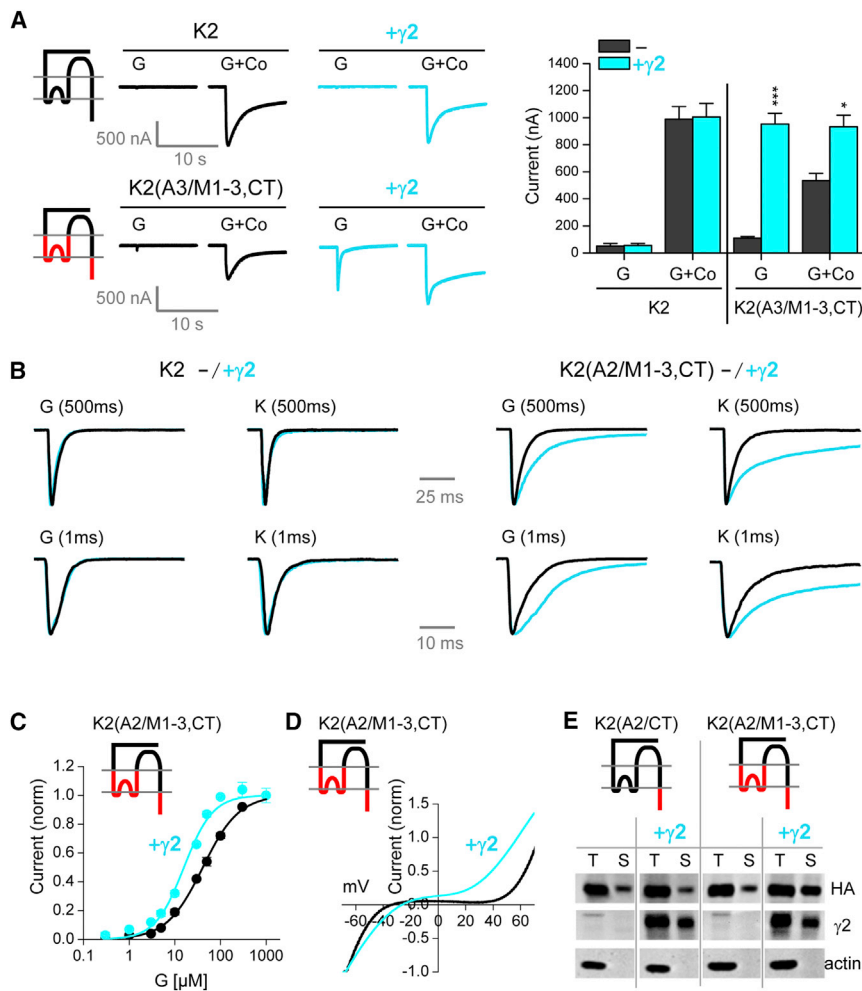 A
K2
+γ2
G
G+Co
G
G+Co
500 nA
10 s
K2(A3/M1-3,CT)
+γ2
G
G+Co
G
G+Co
500 nA
10 s
–
+γ2
Current (nA)
1400
1200
1000
800
600
400
200
0
***
*
G
G+Co
G
G+Co
K2
K2(A3/M1-3,CT)
B
K2 –/+γ2
K2(A2/M1-3,CT) –/+γ2
G (500ms)
K (500ms)
G (500ms)
K (500ms)
25 ms
G (1ms)
K (1ms)
G (1ms)
K (1ms)
10 ms
C
K2(A2/M1-3,CT)
Current (norm)
1.2
1.0
0.8
0.6
0.4
0.2
0.0
+γ2
0.1 1 10 100 1000
G [µM]
D
K2(A2/M1-3,CT)
Current (norm)
1.5
1.0
0.5
0.0
-0.5
-1.0
+γ2
mV
-60 -40 -20 0 20 40 60
E
K2(A2/CT) K2(A2/M1-3,CT)
+γ2 +γ2
T S T S T S T S
HA
γ2
actin